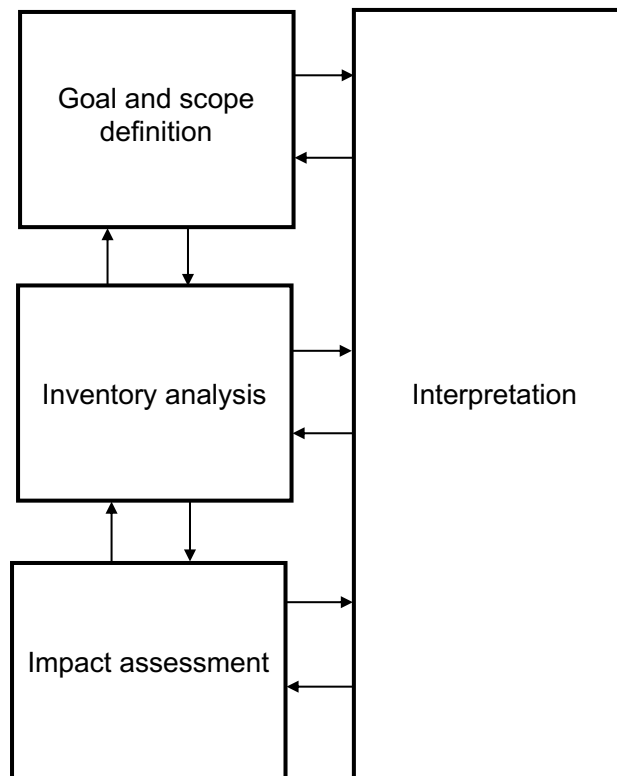 Goal and scope
definition
Inventory analysis
Interpretation
Impact assessment